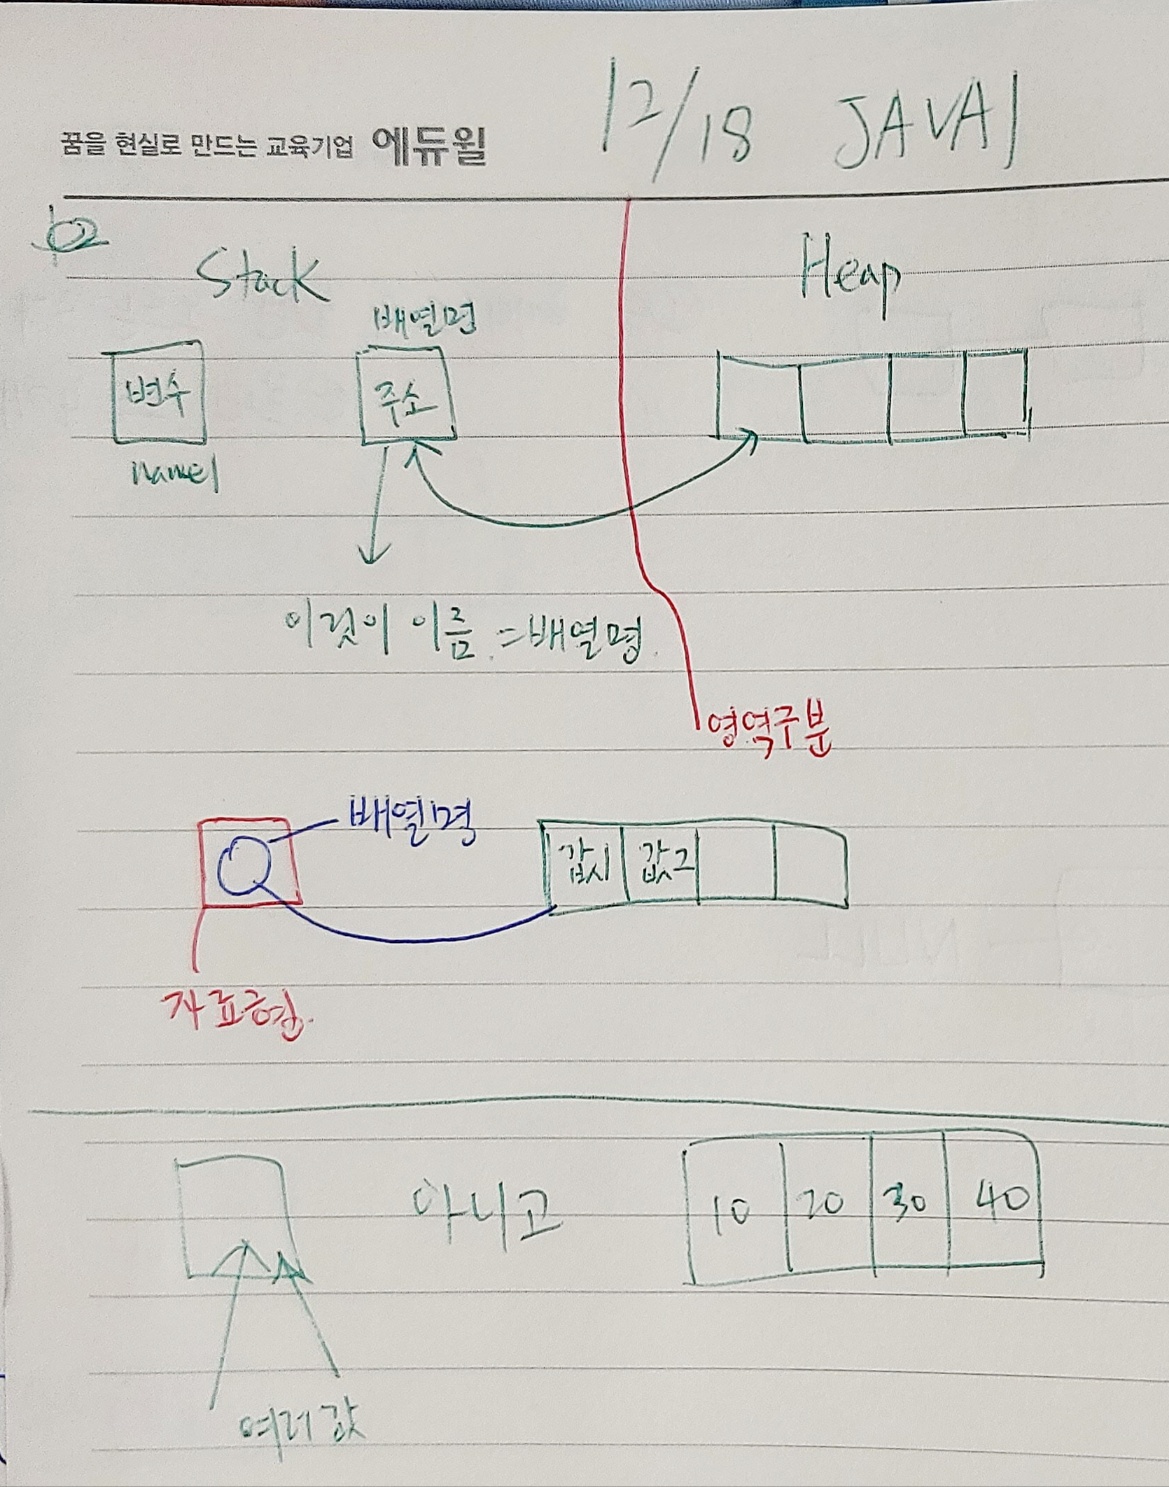 꿈을 현실로 만드는 교육기업 에듀윌
12/18 JAVA1
Stack
Heap
배열명
변수
주소
name1
이것이 이름 = 배열명
영역구분
배열명
값1
값2
자료형
아니고
10 20 30 40
여러 값